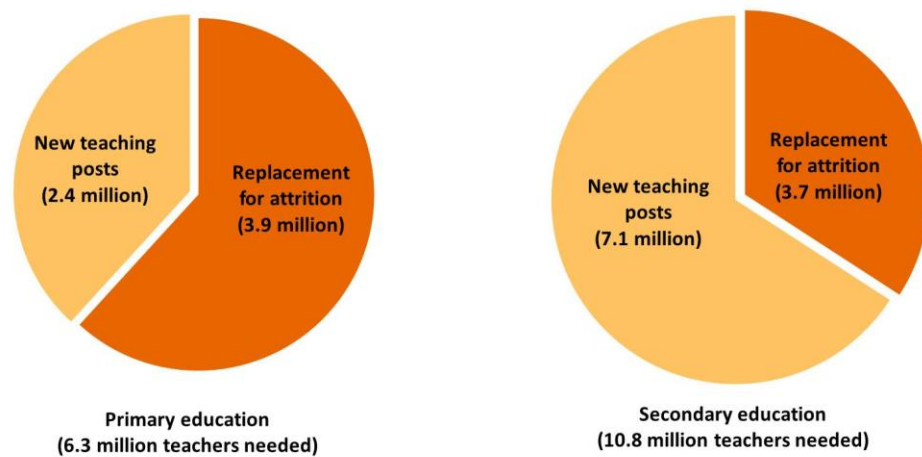 New teaching
posts
(2.4 million)
Replacement
for attrition
(3.9 million)
Primary education
(6.3 million teachers needed)
New teaching
posts
(7.1 million)
Replacement
for attrition
(3.7 million)
Secondary education
(10.8 million teachers needed)